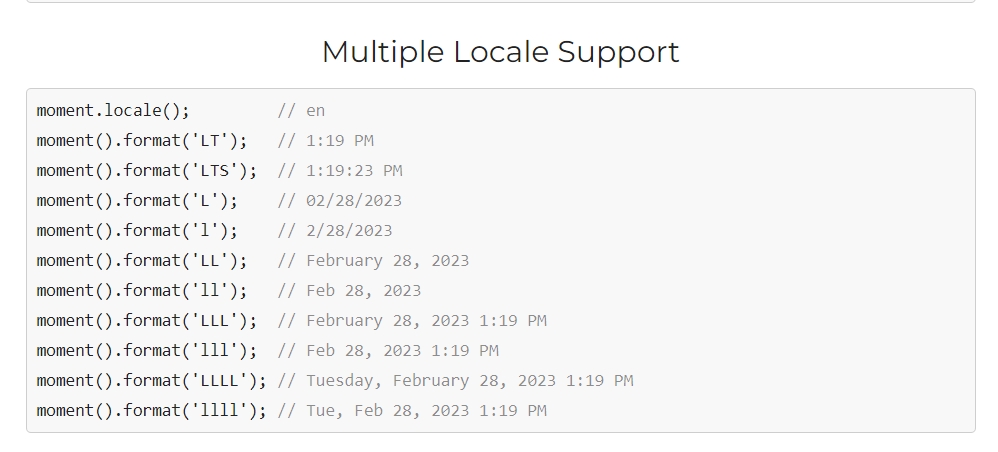 Multiple Locale Support
moment.locale();         // en
moment().format('LT');   // 1:19 PM
moment().format('LTS');  // 1:19:23 PM
moment().format('L');    // 02/28/2023
moment().format('l');    // 2/28/2023
moment().format('LL');   // February 28, 2023
moment().format('ll');   // Feb 28, 2023
moment().format('LLL');  // February 28, 2023 1:19 PM
moment().format('lll');  // Feb 28, 2023 1:19 PM
moment().format('LLLL'); // Tuesday, February 28, 2023 1:19 PM
moment().format('llll'); // Tue, Feb 28, 2023 1:19 PM